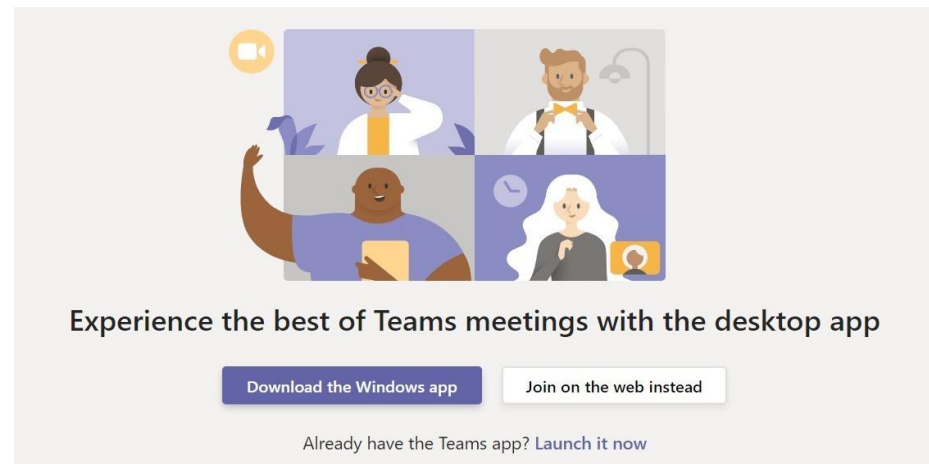 Experience the best of Teams meetings with the desktop app
Download the Windows app
Join on the web instead
Already have the Teams app? Launch it now